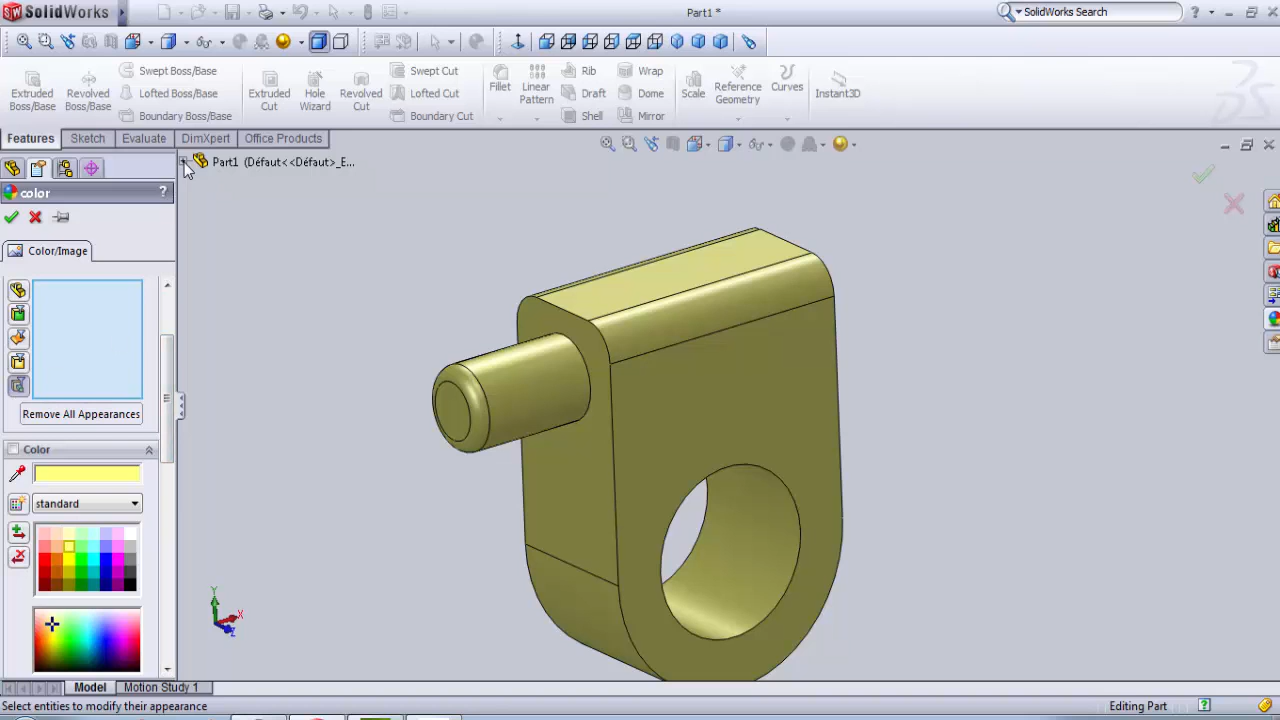 SolidWorks
Part1 *
SolidWorks Search
Extruded Boss/Base
Revolved Boss/Base
Swept Boss/Base
Lofted Boss/Base
Boundary Boss/Base
Extruded Cut
Hole Wizard
Revolved Cut
Swept Cut
Lofted Cut
Boundary Cut
Fillet
Linear Pattern
Rib
Draft
Shell
Wrap
Dome
Mirror
Scale
Reference Geometry
Curves
Instant3D
Features
Sketch
Evaluate
DimXpert
Office Products
Part1 (Défaut<<Défaut>_E...
color
?
Color/Image
Remove All Appearances
Color
standard
Y
X
Z
Model
Motion Study 1
Select entities to modify their appearance
Editing Part